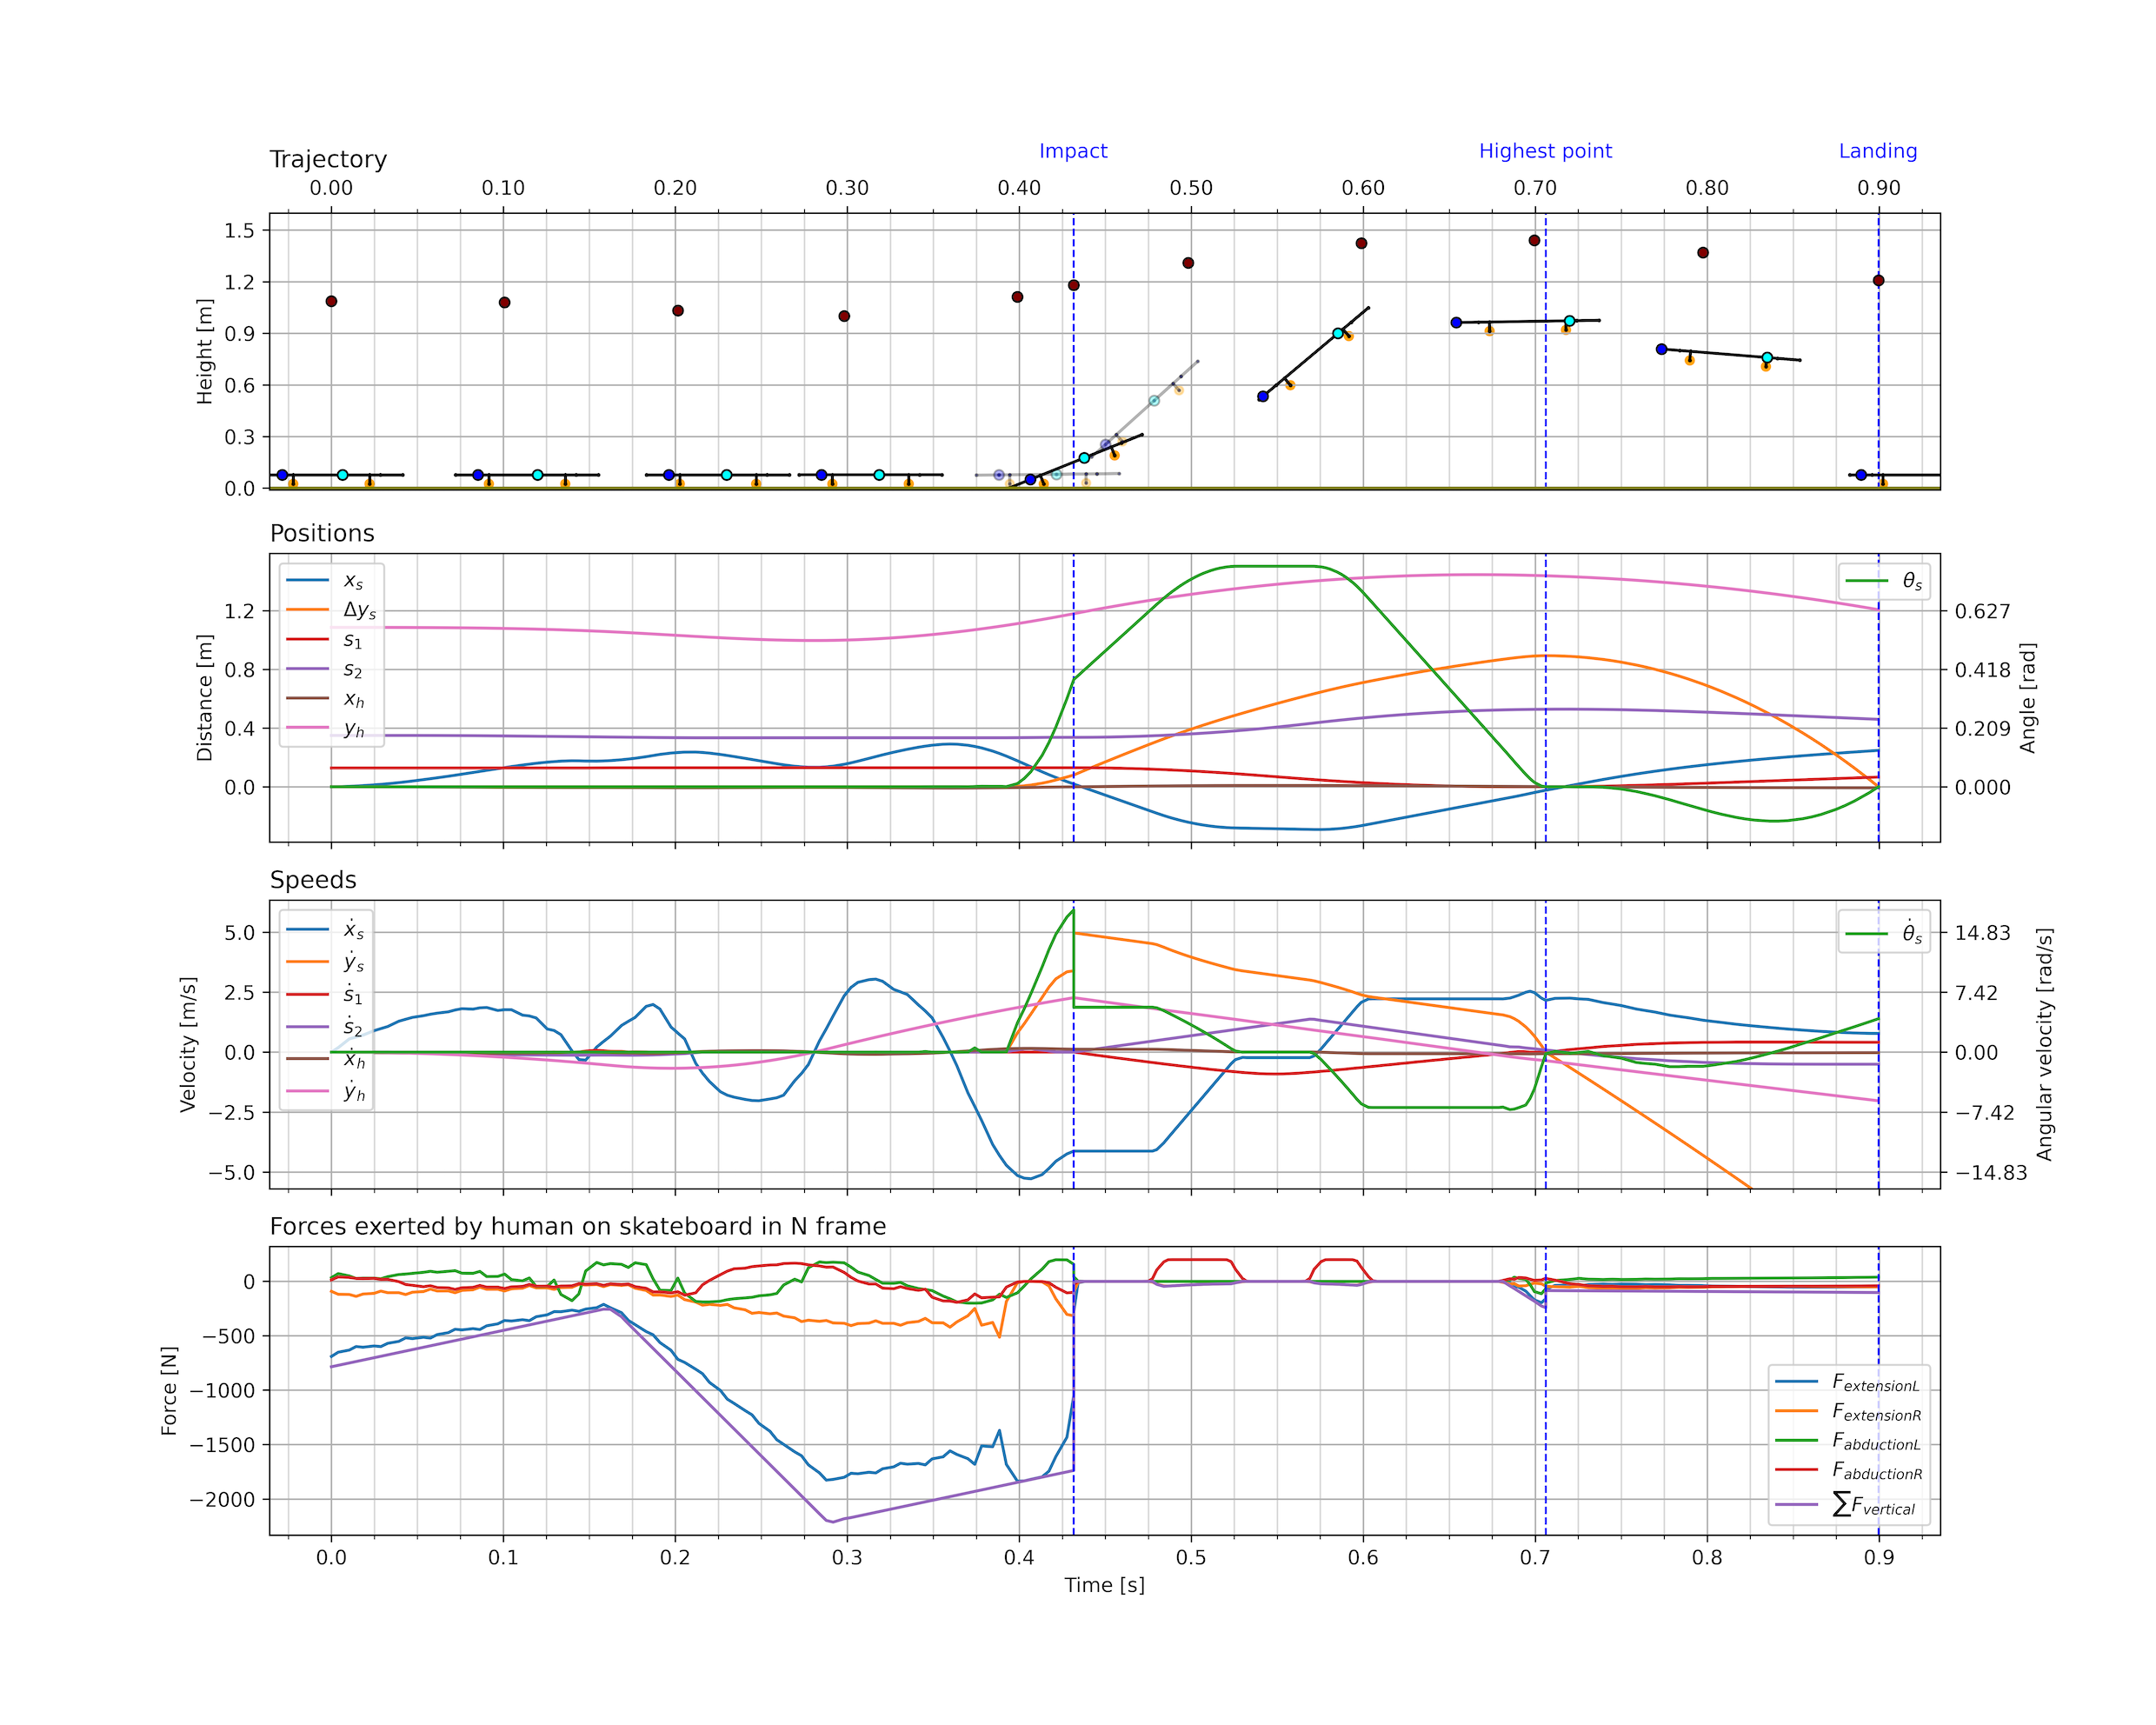 Impact Highest point Landing
Trajectory
0.00 0.10 0.20 0.30 0.40 0.50 0.60 0.70 0.80 0.90
1.5
1.2
0.9
0.6
0.3
0.0
Height [m]
Positions
x_s
Δy_s
s_1
s_2
x_h
y_h
θ_s
1.2
0.8
0.4
0.0
Distance [m]
0.627
0.418
0.209
0.000
Angle [rad]
Speeds
ẋ_s
ẏ_s
ṡ_1
ṡ_2
ẋ_h
ẏ_h
θ̇_s
5.0
2.5
0.0
−2.5
−5.0
Velocity [m/s]
14.83
7.42
0.00
−7.42
−14.83
Angular velocity [rad/s]
Forces exerted by human on skateboard in N frame
0
−500
−1000
−1500
−2000
Force [N]
F_extensionL
F_extensionR
F_abductionL
F_abductionR
∑F_vertical
0.0 0.1 0.2 0.3 0.4 0.5 0.6 0.7 0.8 0.9
Time [s]